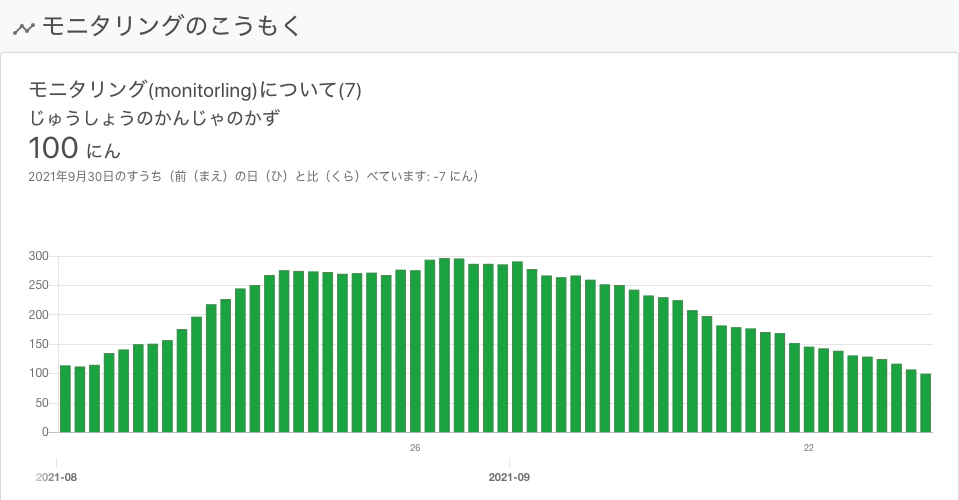 モニタリングのこうもく
モニタリング(monitorling)について(7)
じゅうしょうのかんじゃのかず
100 にん
2021年9月30日のすうち（前（まえ）の日（ひ）と比（くら）べています: -7 にん）
300
250
200
150
100
50
0
26
22
2021-08
2021-09